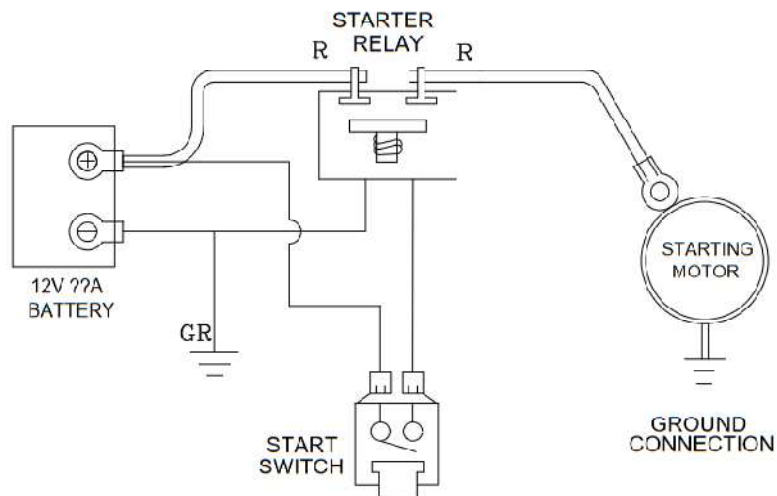 STARTER
RELAY
R
R
+
-
12V ??A
BATTERY
STARTING
MOTOR
GR
GROUND
CONNECTION
START
SWITCH